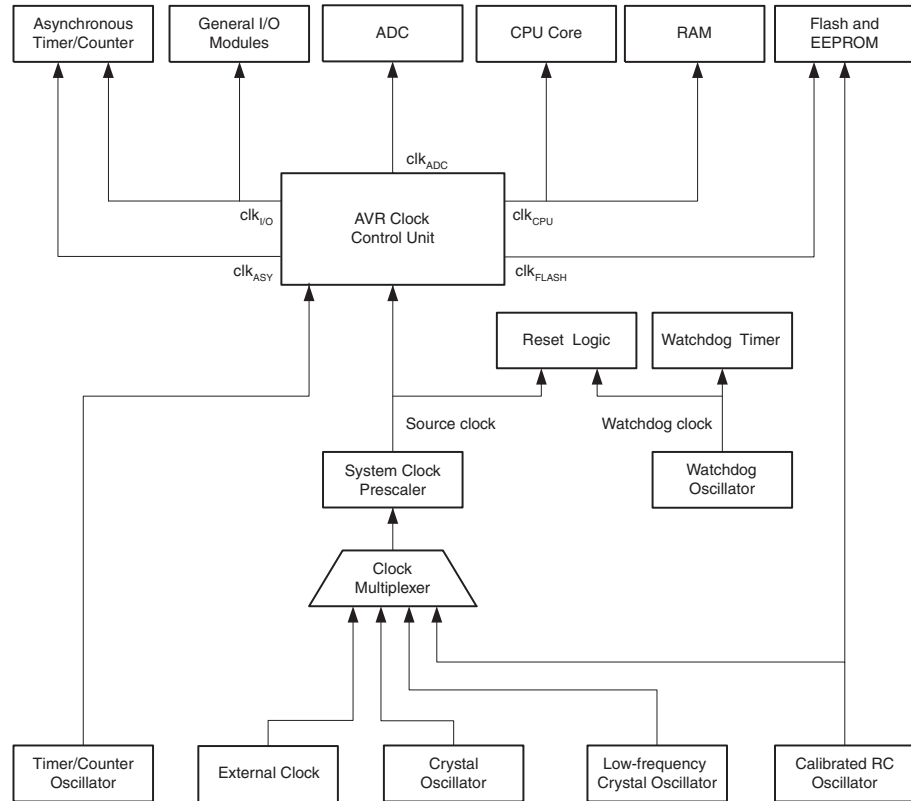 Asynchronous
Timer/Counter
General I/O
Modules
ADC
CPU Core
RAM
Flash and
EEPROM
clkADC
clkI/O
AVR Clock
Control Unit
clkCPU
clkASY
clkFLASH
Reset Logic
Watchdog Timer
Source clock
Watchdog clock
System Clock
Prescaler
Watchdog
Oscillator
Clock
Multiplexer
Timer/Counter
Oscillator
External Clock
Crystal
Oscillator
Low-frequency
Crystal Oscillator
Calibrated RC
Oscillator